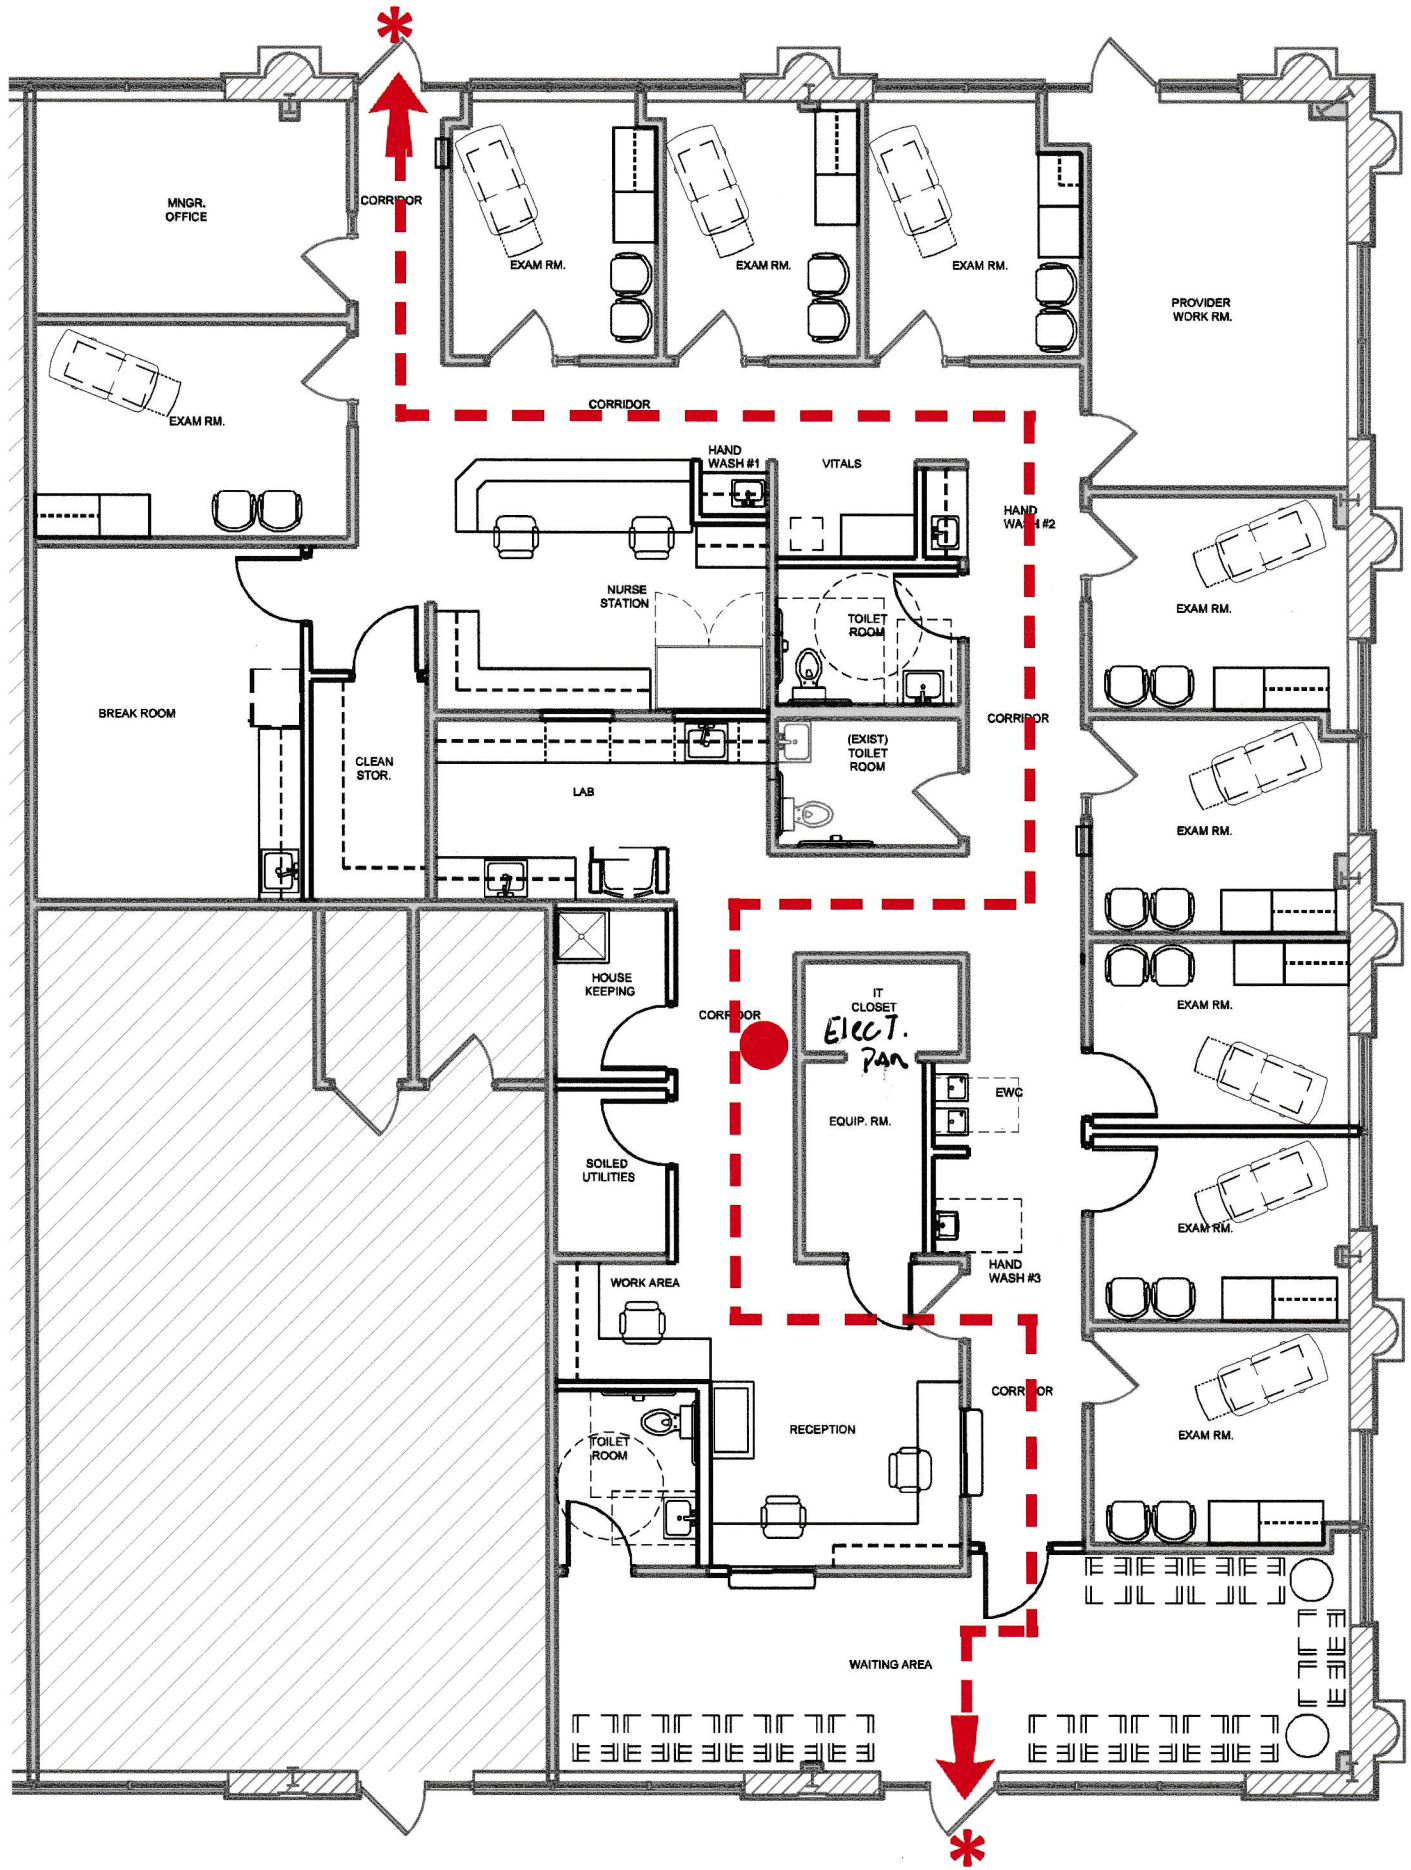 MNGR.
OFFICE
CORRIDOR
EXAM RM.
EXAM RM.
EXAM RM.
PROVIDER
WORK RM.
EXAM RM.
CORRIDOR
HAND
WASH #1
VITALS
HAND
WASH #2
NURSE
STATION
TOILET
ROOM
EXAM RM.
BREAK ROOM
CLEAN
STOR.
LAB
(EXIST)
TOILET
ROOM
CORRIDOR
EXAM RM.
HOUSE
KEEPING
CORRIDOR
IT
CLOSET
ELECT.
PAN
EXAM RM.
EWC
EQUIP. RM.
SOILED
UTILITIES
EXAM RM.
WORK AREA
HAND
WASH #3
CORRIDOR
RECEPTION
TOILET
ROOM
EXAM RM.
WAITING AREA